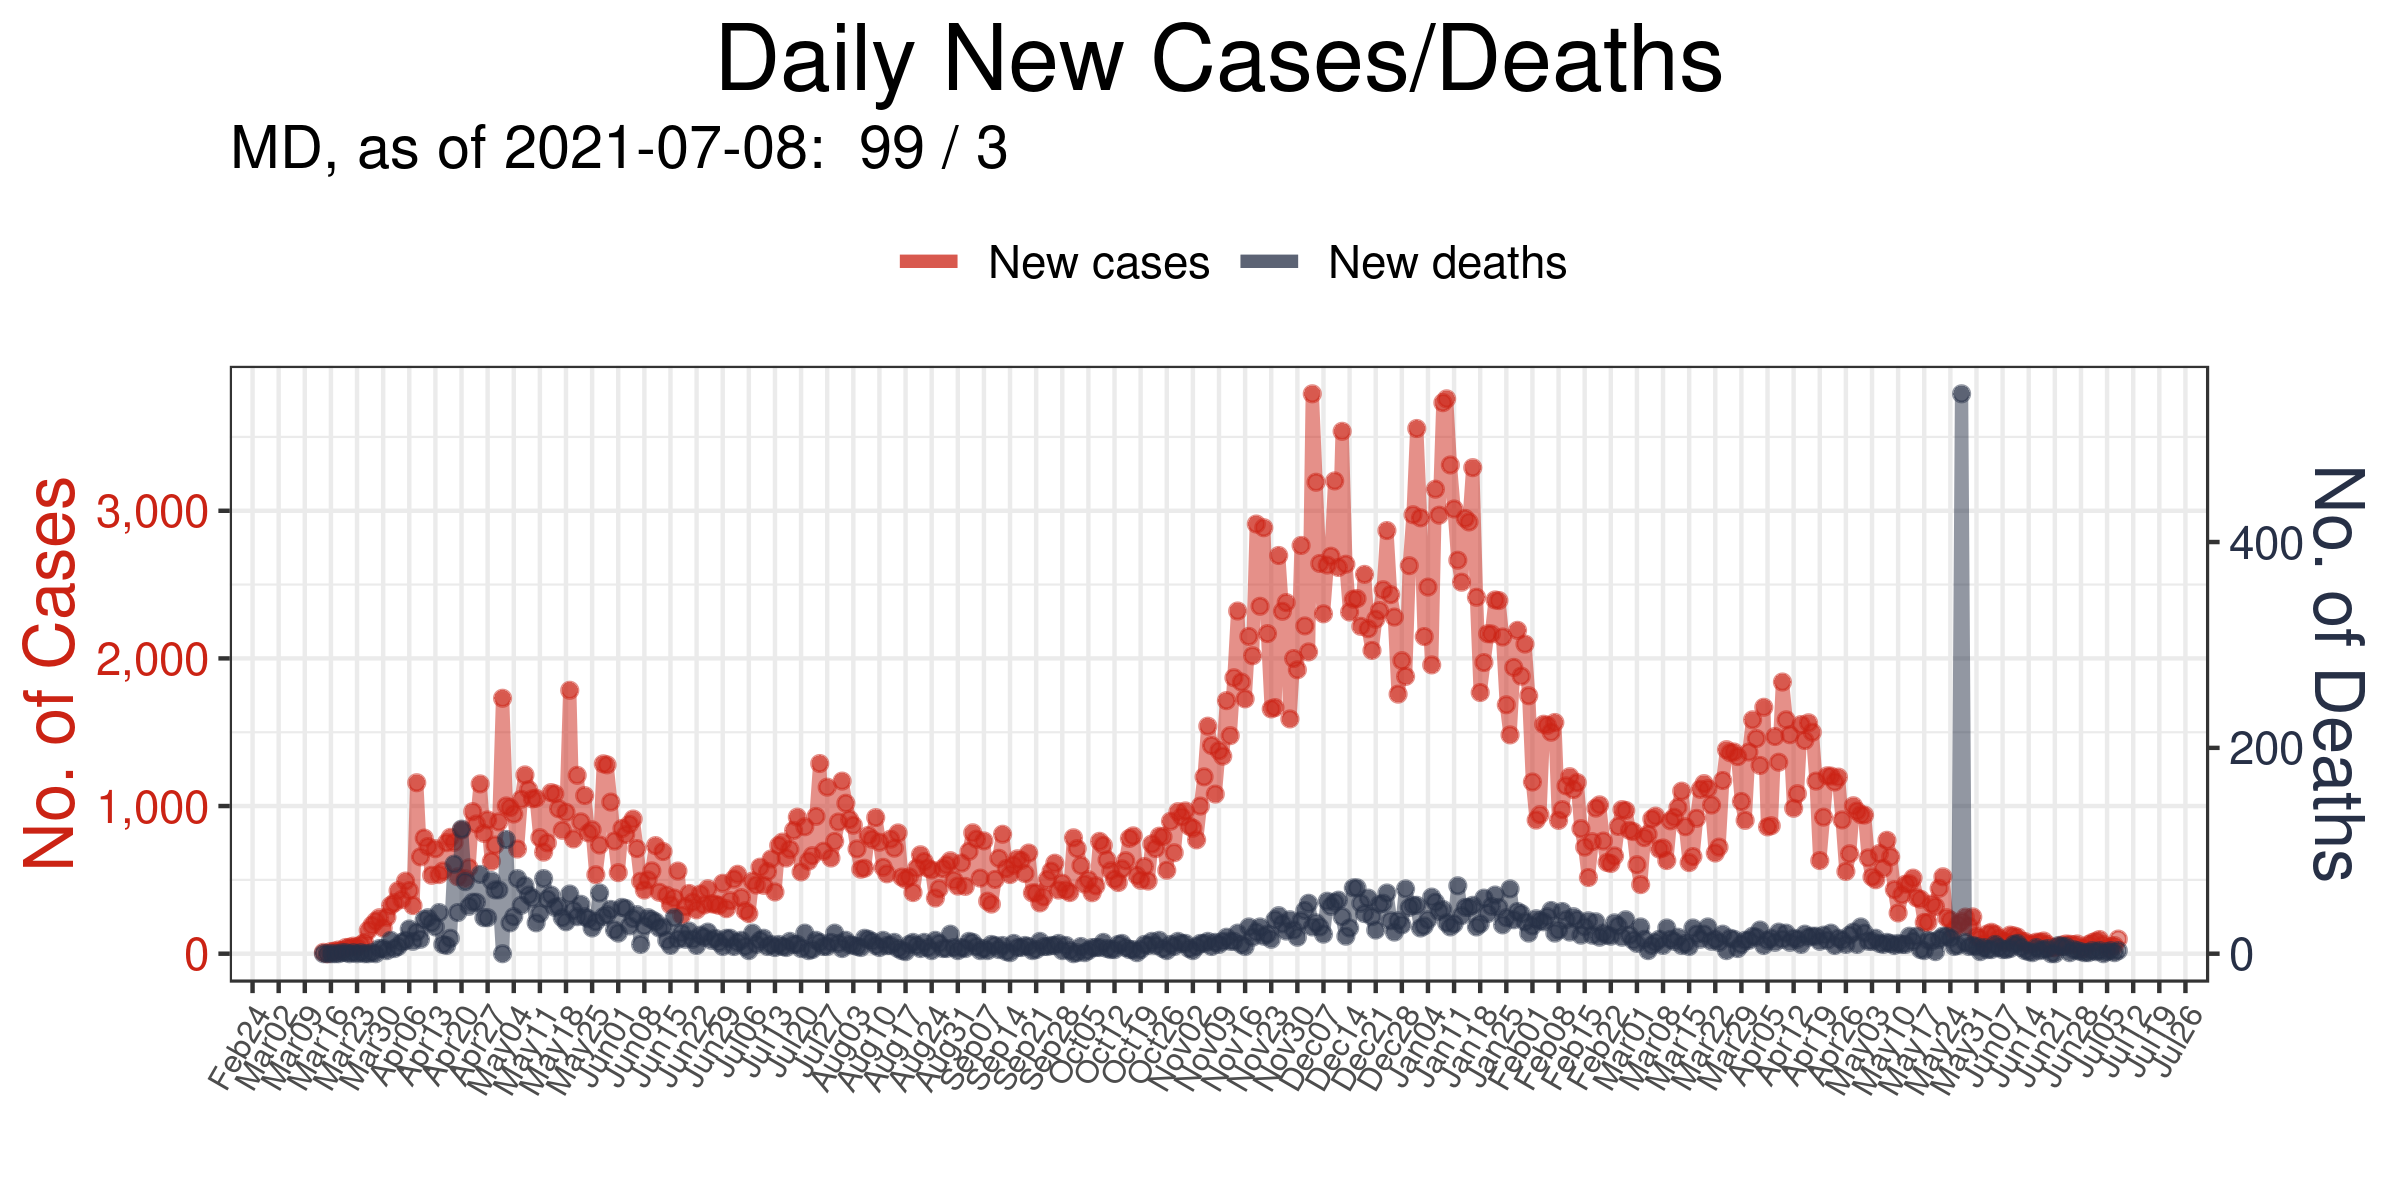 Daily New Cases/Deaths
MD, as of 2021-07-08:  99 / 3
New cases
New deaths
No. of Cases
3,000
2,000
1,000
0
400
200
0
No. of Deaths
Feb24
Mar02
Mar09
Mar16
Mar23
Mar30
Apr06
Apr13
Apr20
Apr27
May04
May11
May18
May25
Jun01
Jun08
Jun15
Jun22
Jun29
Jul06
Jul13
Jul20
Jul27
Aug03
Aug10
Aug17
Aug24
Aug31
Sep07
Sep14
Sep21
Sep28
Oct05
Oct12
Oct19
Oct26
Nov02
Nov09
Nov16
Nov23
Nov30
Dec07
Dec14
Dec21
Dec28
Jan04
Jan11
Jan18
Jan25
Feb01
Feb08
Feb15
Feb22
Mar01
Mar08
Mar15
Mar22
Mar29
Apr05
Apr12
Apr19
Apr26
May03
May10
May17
May24
May31
Jun07
Jun14
Jun21
Jun28
Jul05
Jul12
Jul19
Jul26